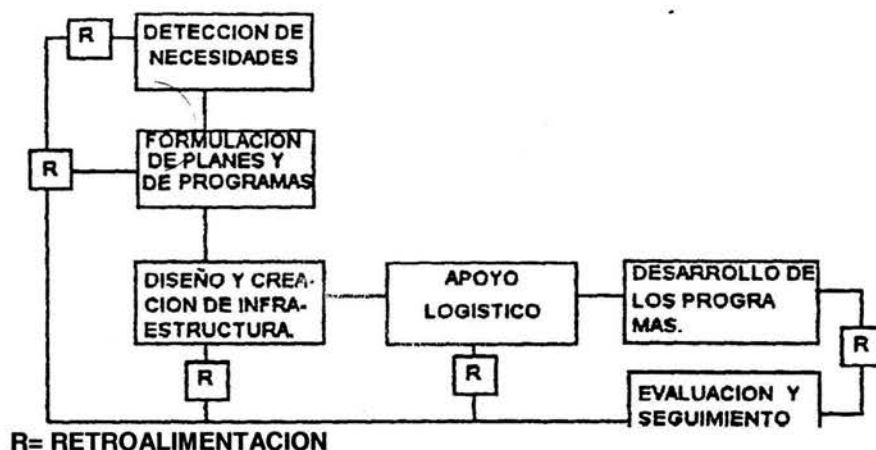 R
DETECCION DE
NECESIDADES
R
FORMULACION
DE PLANES Y
DE PROGRAMAS
DISEÑO Y CREA-
CION DE INFRA-
ESTRUCTURA.
APOYO
LOGISTICO
DESARROLLO DE
LOS PROGRA
MAS.
R
R
R
EVALUACION Y
SEGUIMIENTO
R= RETROALIMENTACION